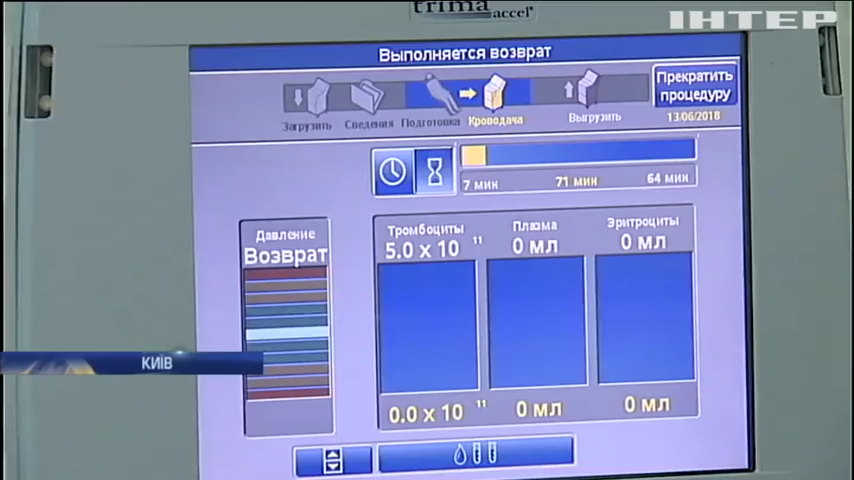 trima accel
ІНТЕР
Выполняется возврат
Прекратить
процедуру
13/06/2018
Загрузить Сведения Подготовка Кроводача Выгрузить
7 мин 71 мин 64 мин
Давление
Возврат
Тромбоциты Плазма Эритроциты
5.0 x 10 11 0 мл 0 мл
0.0 x 10 11 0 мл 0 мл
КИЇВ